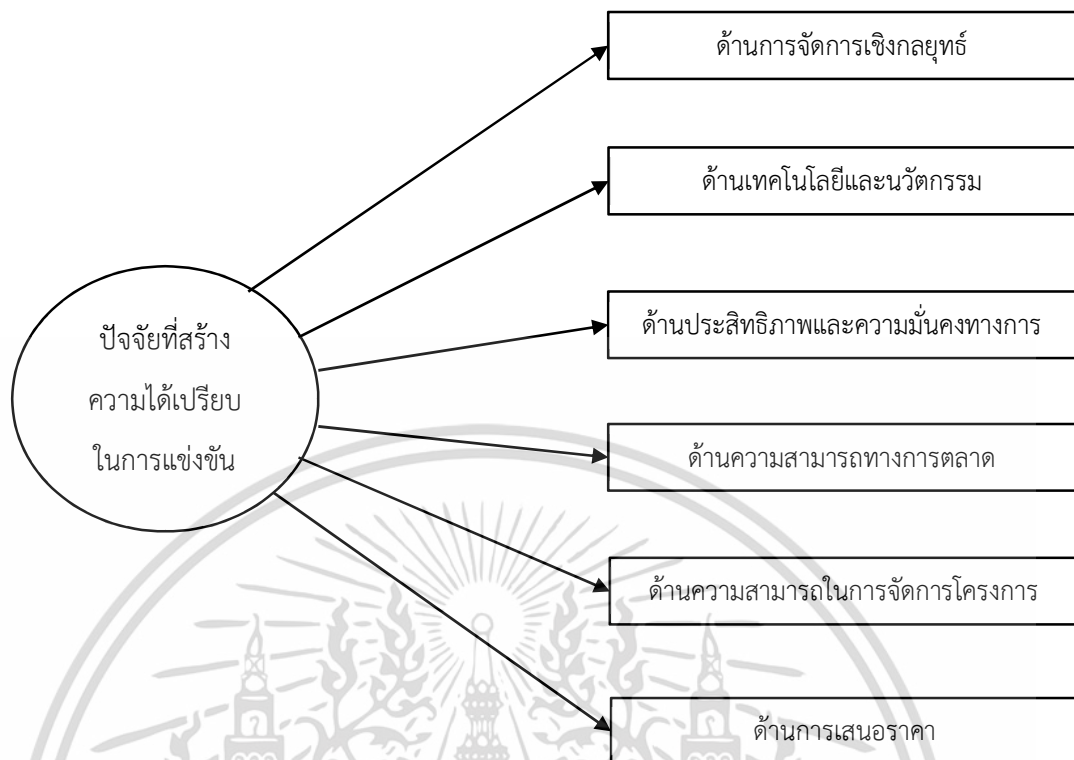 ด้านการจัดการเชิงกลยุทธ์
ด้านเทคโนโลยีและนวัตกรรม
ปัจจัยที่สร้าง
ความได้เปรียบ
ในการแข่งขัน
ด้านประสิทธิภาพและความมั่นคงทางการ
ด้านความสามารถทางการตลาด
ด้านความสามารถในการจัดการโครงการ
ด้านการเสนอราคา